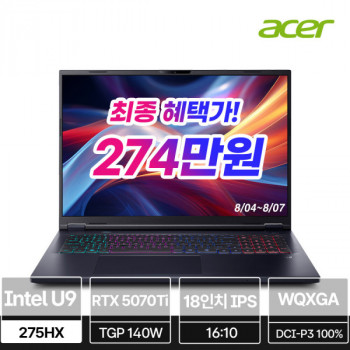 acer
최종 혜택가!
274만원
8/04~8/07
Intel U9
RTX 5070Ti
18인치 IPS
WQXGA
275HX
TGP 140W
16:10
DCI-P3 100%